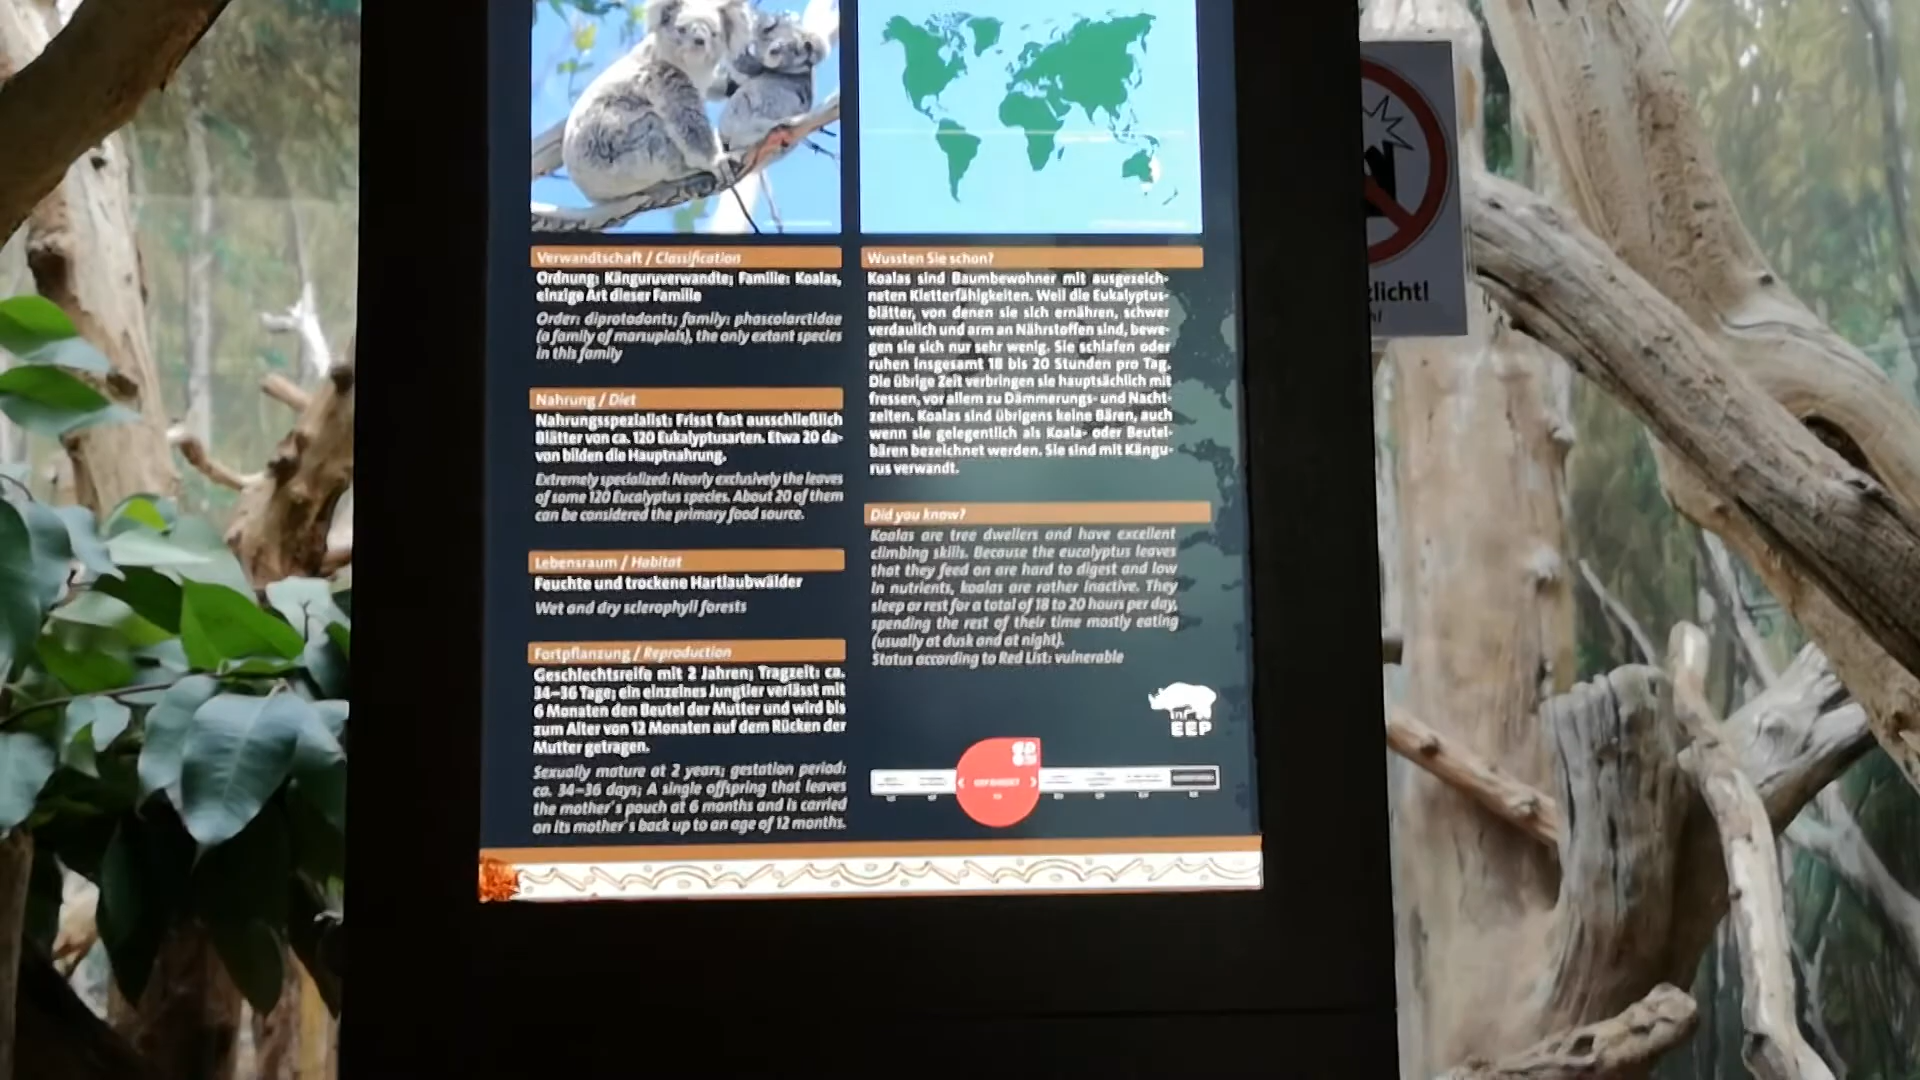 Verwandtschaft / Classification
Ordnung: Känguruverwandte; Familie: Koalas,
einzige Art dieser Familie
Order: diprotodonts; family: phascolarctidae
(a family of marsupials), the only extant species
in this family
Nahrung / Diet
Nahrungsspezialist: Frisst fast ausschließlich
Blätter von ca. 120 Eukalyptusarten. Etwa 20 da-
von bilden die Hauptnahrung.
Extremely specialized: Nearly exclusively the leaves
of some 120 Eucalyptus species. About 20 of them
can be considered the primary food source.
Lebensraum / Habitat
Feuchte und trockene Hartlaubwälder
Wet and dry sclerophyll forests
Fortpflanzung / Reproduction
Geschlechtsreife mit 2 Jahren; Tragzeit: ca.
34–36 Tage; ein einzelnes Jungtier verlässt mit
6 Monaten den Beutel der Mutter und wird bis
zum Alter von 12 Monaten auf dem Rücken der
Mutter getragen.
Sexually mature at 2 years; gestation period:
ca. 34–36 days; A single offspring that leaves
the mother's pouch at 6 months and is carried
on its mother's back up to an age of 12 months.
Wussten Sie schon?
Koalas sind Baumbewohner mit ausgezeich-
neten Kletterfähigkeiten. Weil die Eukalyptus-
blätter, von denen sie sich ernähren, schwer
verdaulich und arm an Nährstoffen sind, bewe-
gen sie sich nur sehr wenig. Sie schlafen oder
ruhen insgesamt 18 bis 20 Stunden pro Tag.
Die übrige Zeit verbringen sie hauptsächlich mit
fressen, vor allem zu Dämmerungs- und Nacht-
zeiten. Koalas sind übrigens keine Bären, auch
wenn sie gelegentlich als Koala- oder Beutel-
bären bezeichnet werden. Sie sind mit Kängu-
rus verwandt.
Did you know?
Koalas are tree dwellers and have excellent
climbing skills. Because the eucalyptus leaves
that they feed on are hard to digest and low
in nutrients, koalas are rather inactive. They
sleep or rest for a total of 18 to 20 hours per day,
spending the rest of their time mostly eating
(usually at dusk and at night).
Status according to Red List: vulnerable
EEP
tlicht!